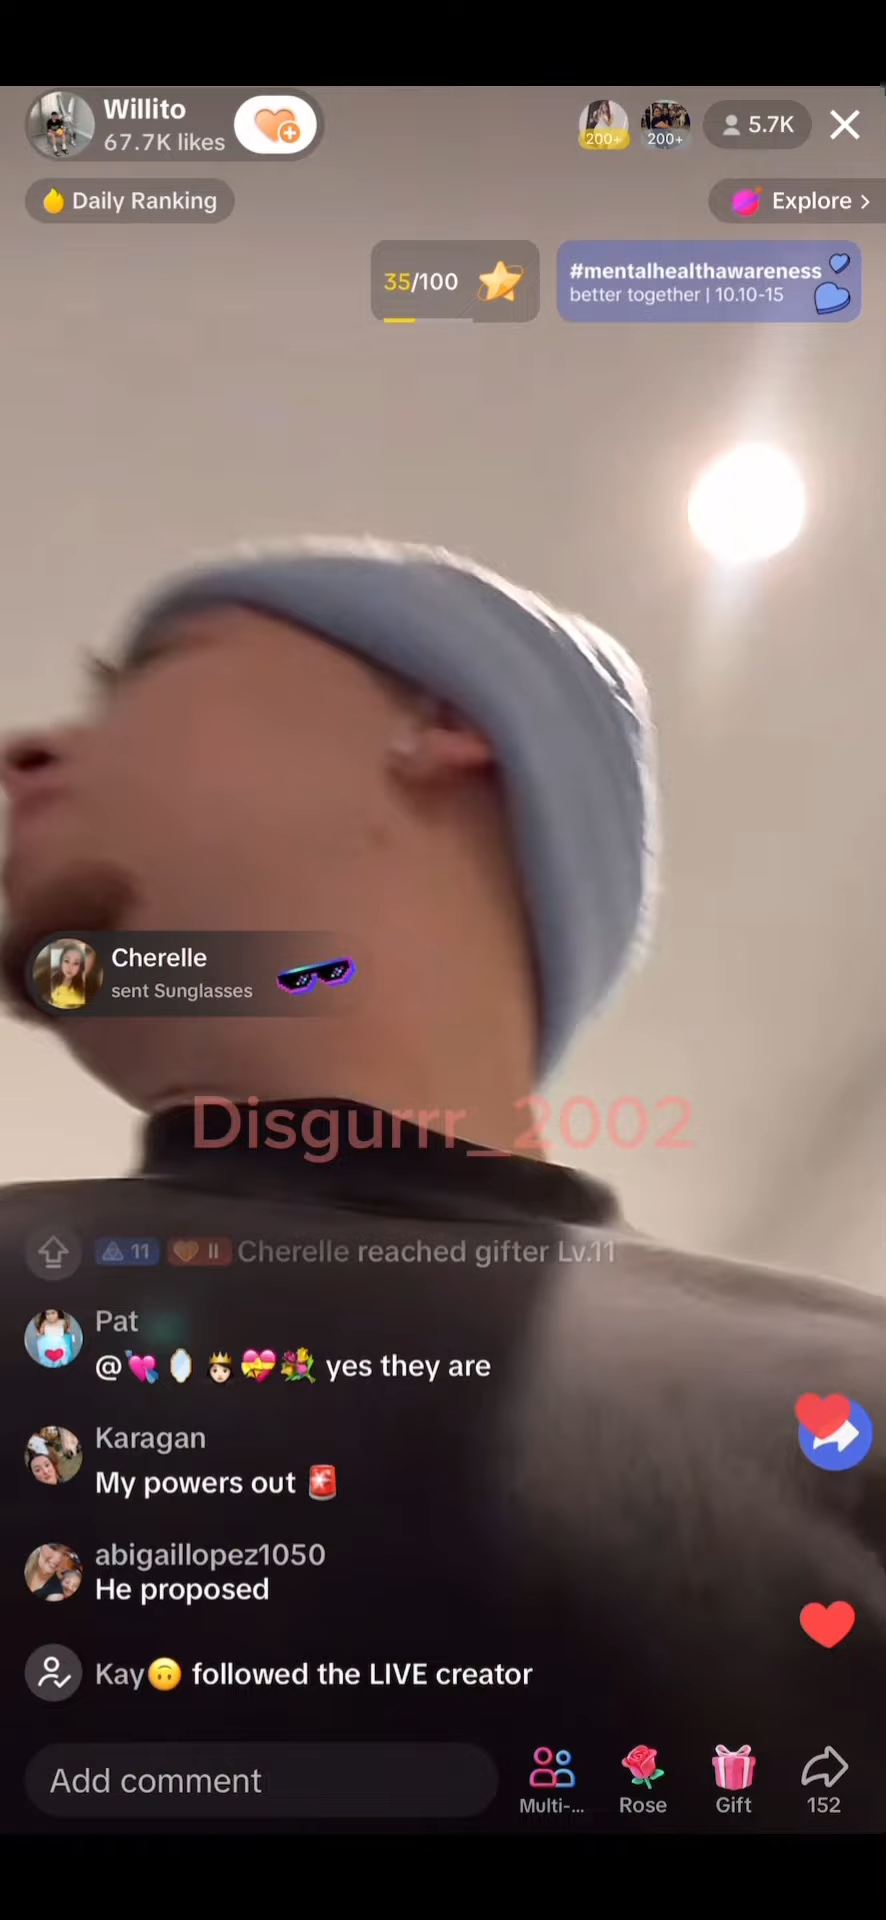 Willito
67.7K likes
200+
200+
5.7K
Daily Ranking
Explore >
35/100
#mentalhealthawareness
better together | 10.10-15
Cherelle
sent Sunglasses
Disgurrr_2002
11 II Cherelle reached gifter Lv.11
Pat
@💘🪞👸🏻💝💐 yes they are
Karagan
My powers out 🚨
abigaillopez1050
He proposed
Kay🙃 followed the LIVE creator
Add comment
Multi-...
Rose
Gift
152